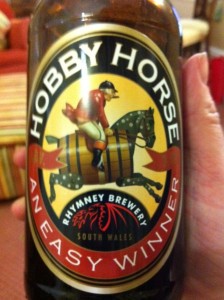 HOBBY HORSE
RHYMNEY BREWERY
SOUTH WALES
AN EASY WINNER